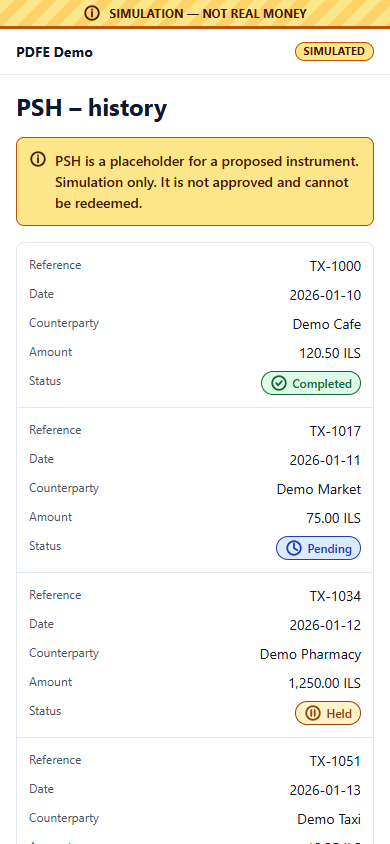 SIMULATION — NOT REAL MONEY
PDFE Demo
SIMULATED
PSH – history
PSH is a placeholder for a proposed instrument.
Simulation only. It is not approved and cannot
be redeemed.
Reference TX-1000
Date 2026-01-10
Counterparty Demo Cafe
Amount 120.50 ILS
Status Completed
Reference TX-1017
Date 2026-01-11
Counterparty Demo Market
Amount 75.00 ILS
Status Pending
Reference TX-1034
Date 2026-01-12
Counterparty Demo Pharmacy
Amount 1,250.00 ILS
Status Held
Reference TX-1051
Date 2026-01-13
Counterparty Demo Taxi